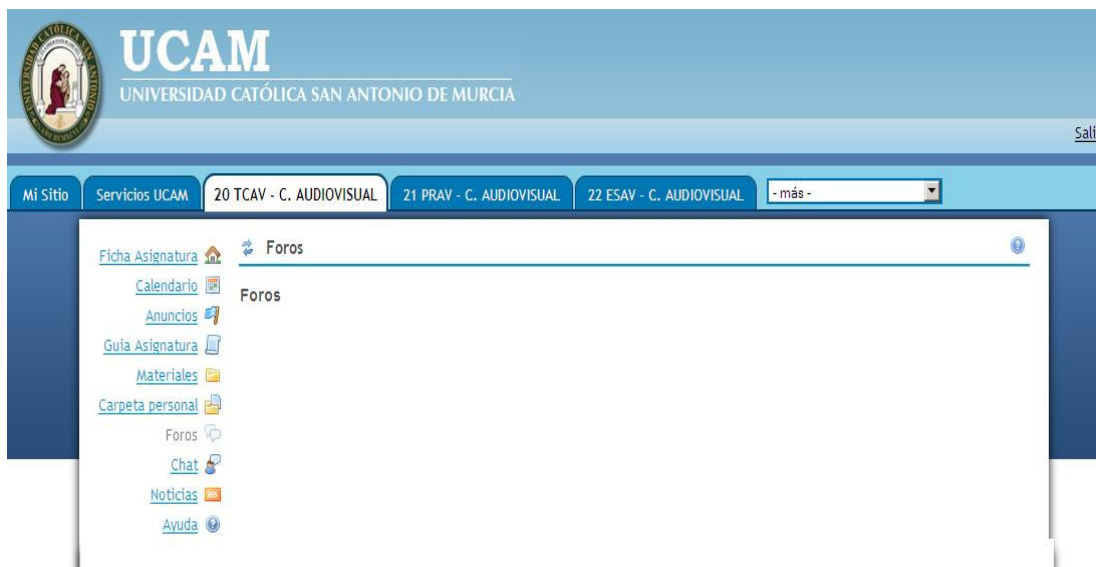 UCAM
UNIVERSIDAD CATÓLICA SAN ANTONIO DE MURCIA
Sali
Mi Sitio
Servicios UCAM
20 TCAV - C. AUDIOVISUAL
21 PRAV - C. AUDIOVISUAL
22 ESAV - C. AUDIOVISUAL
- más -
Ficha Asignatura
Calendario
Anuncios
Guia Asignatura
Materiales
Carpeta personal
Foros
Chat
Noticias
Ayuda
Foros
Foros